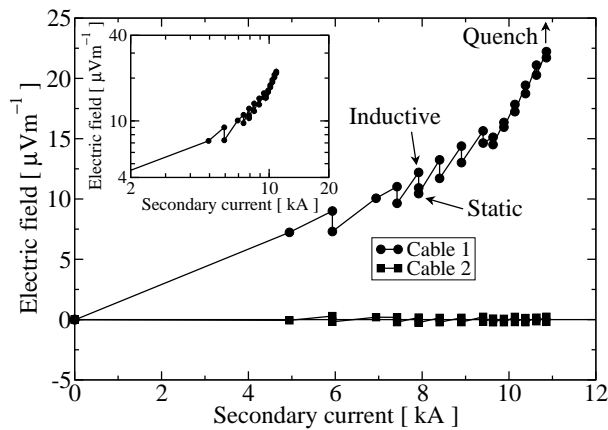 25
20
15
10
5
0
-5
0
2
4
6
8
10
12
Electric field [ μVm⁻¹ ]
Secondary current [ kA ]
40
10
4
2
10
20
Electric field [ μVm⁻¹ ]
Secondary current [ kA ]
Quench
Inductive
Static
Cable 1
Cable 2